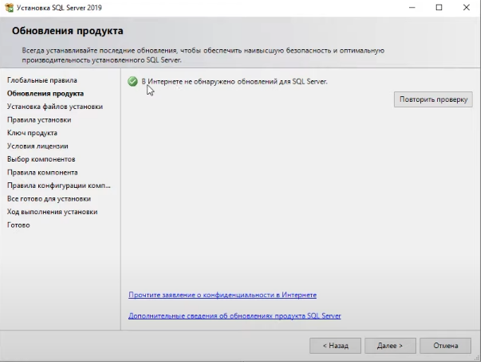 Установка SQL Server 2019
Обновления продукта
Всегда устанавливайте последние обновления, чтобы обеспечить наивысшую безопасность и оптимальную
производительность установленного SQL Server.
Глобальные правила
Обновления продукта
Установка файлов установки
Правила установки
Ключ продукта
Условия лицензии
Выбор компонентов
Правила компонента
Правила конфигурации комп...
Все готово для установки
Ход выполнения установки
Готово
В Интернете не обнаружено обновлений для SQL Server.
Повторить проверку
Прочтите заявление о конфиденциальности в Интернете
Дополнительные сведения об обновлениях продукта SQL Server
< Назад
Далее >
Отмена